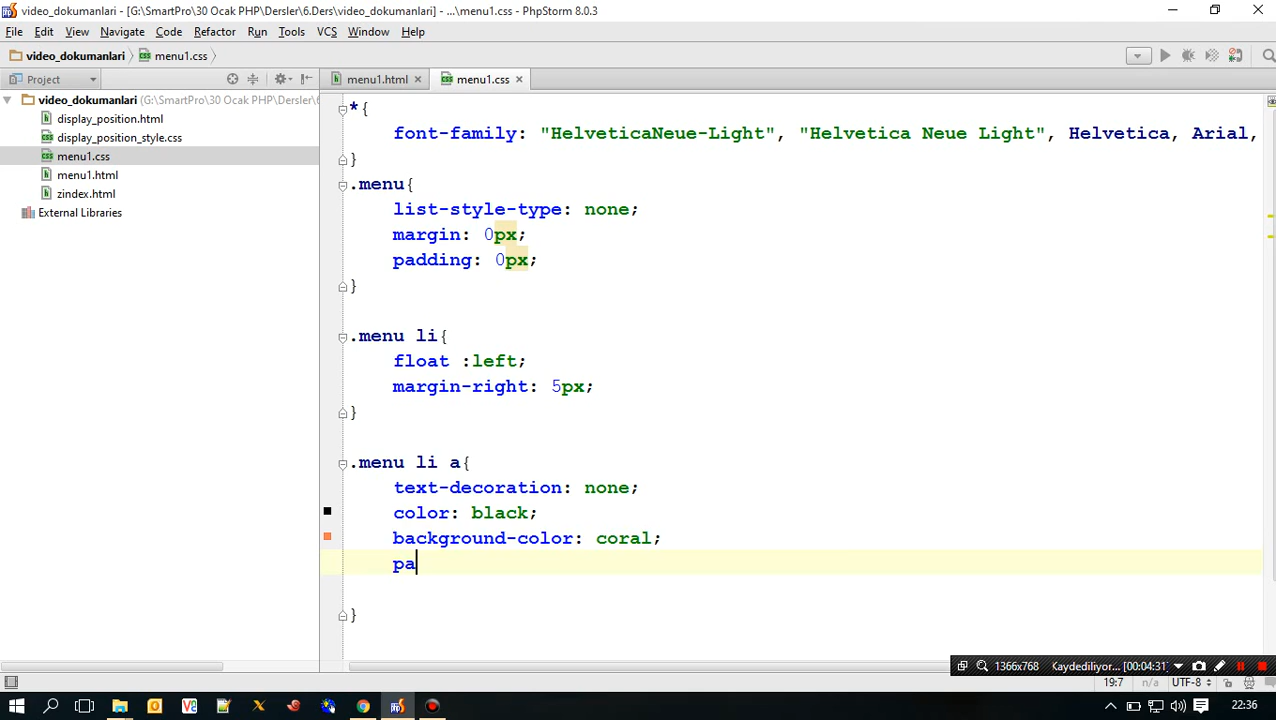 video_dokumanlari - [G:\SmartPro\30 Ocak PHP\Dersler\6.Ders\video_dokumanlari] - ...\menu1.css - PhpStorm 8.0.3
File Edit View Navigate Code Refactor Run Tools VCS Window Help
video_dokumanlari menu1.css
Project menu1.html menu1.css
video_dokumanlari (G:\SmartPro\30 Ocak PHP\Dersler\6
display_position.html
display_position_style.css
menu1.css
menu1.html
zindex.html
External Libraries
*{
font-family: "HelveticaNeue-Light", "Helvetica Neue Light", Helvetica, Arial,
}
.menu{
list-style-type: none;
margin: 0px;
padding: 0px;
}
.menu li{
float :left;
margin-right: 5px;
}
.menu li a{
text-decoration: none;
color: black;
background-color: coral;
pa
}
1366x768 Kaydediliyor... [00:04:31]
19:7 n/a UTF-8
22:36